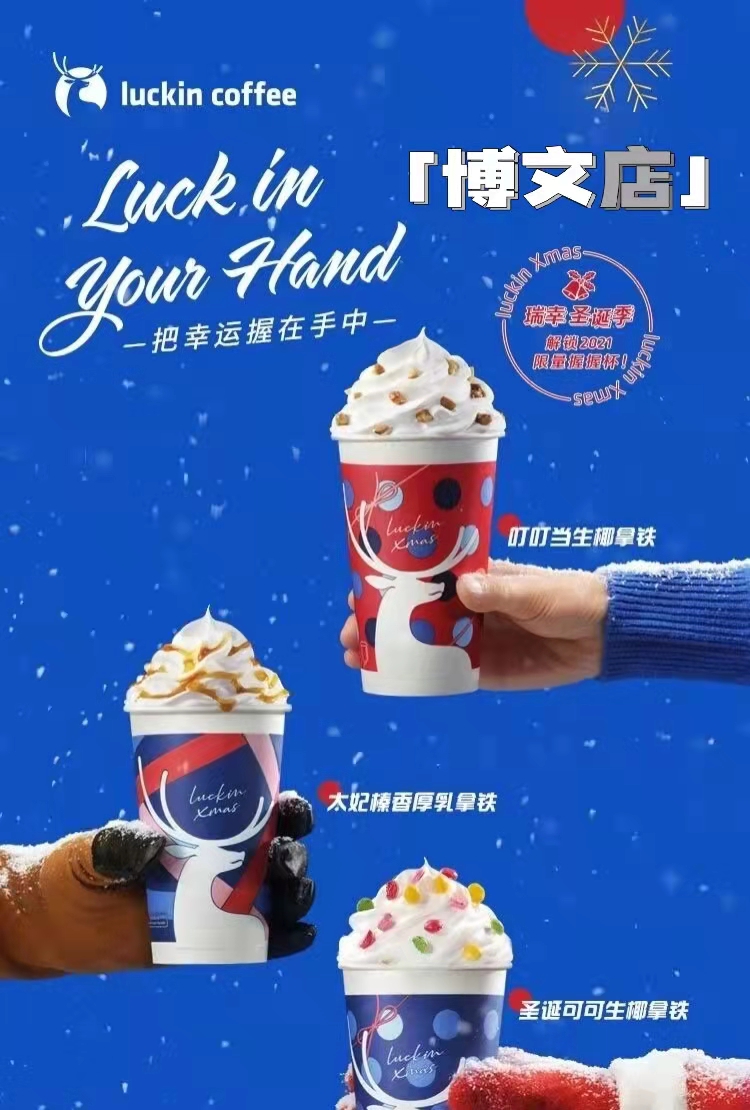 luckin coffee
「博文店」
Luck in
Your Hand
—把幸运握在手中—
luckin Xmas
瑞幸圣诞季
解锁2021
限量握握杯!
luckin Xmas
luckin
Xmas
叮叮当生椰拿铁
luckin
Xmas
太妃榛香厚乳拿铁
luckin
Xmas
圣诞可可生椰拿铁